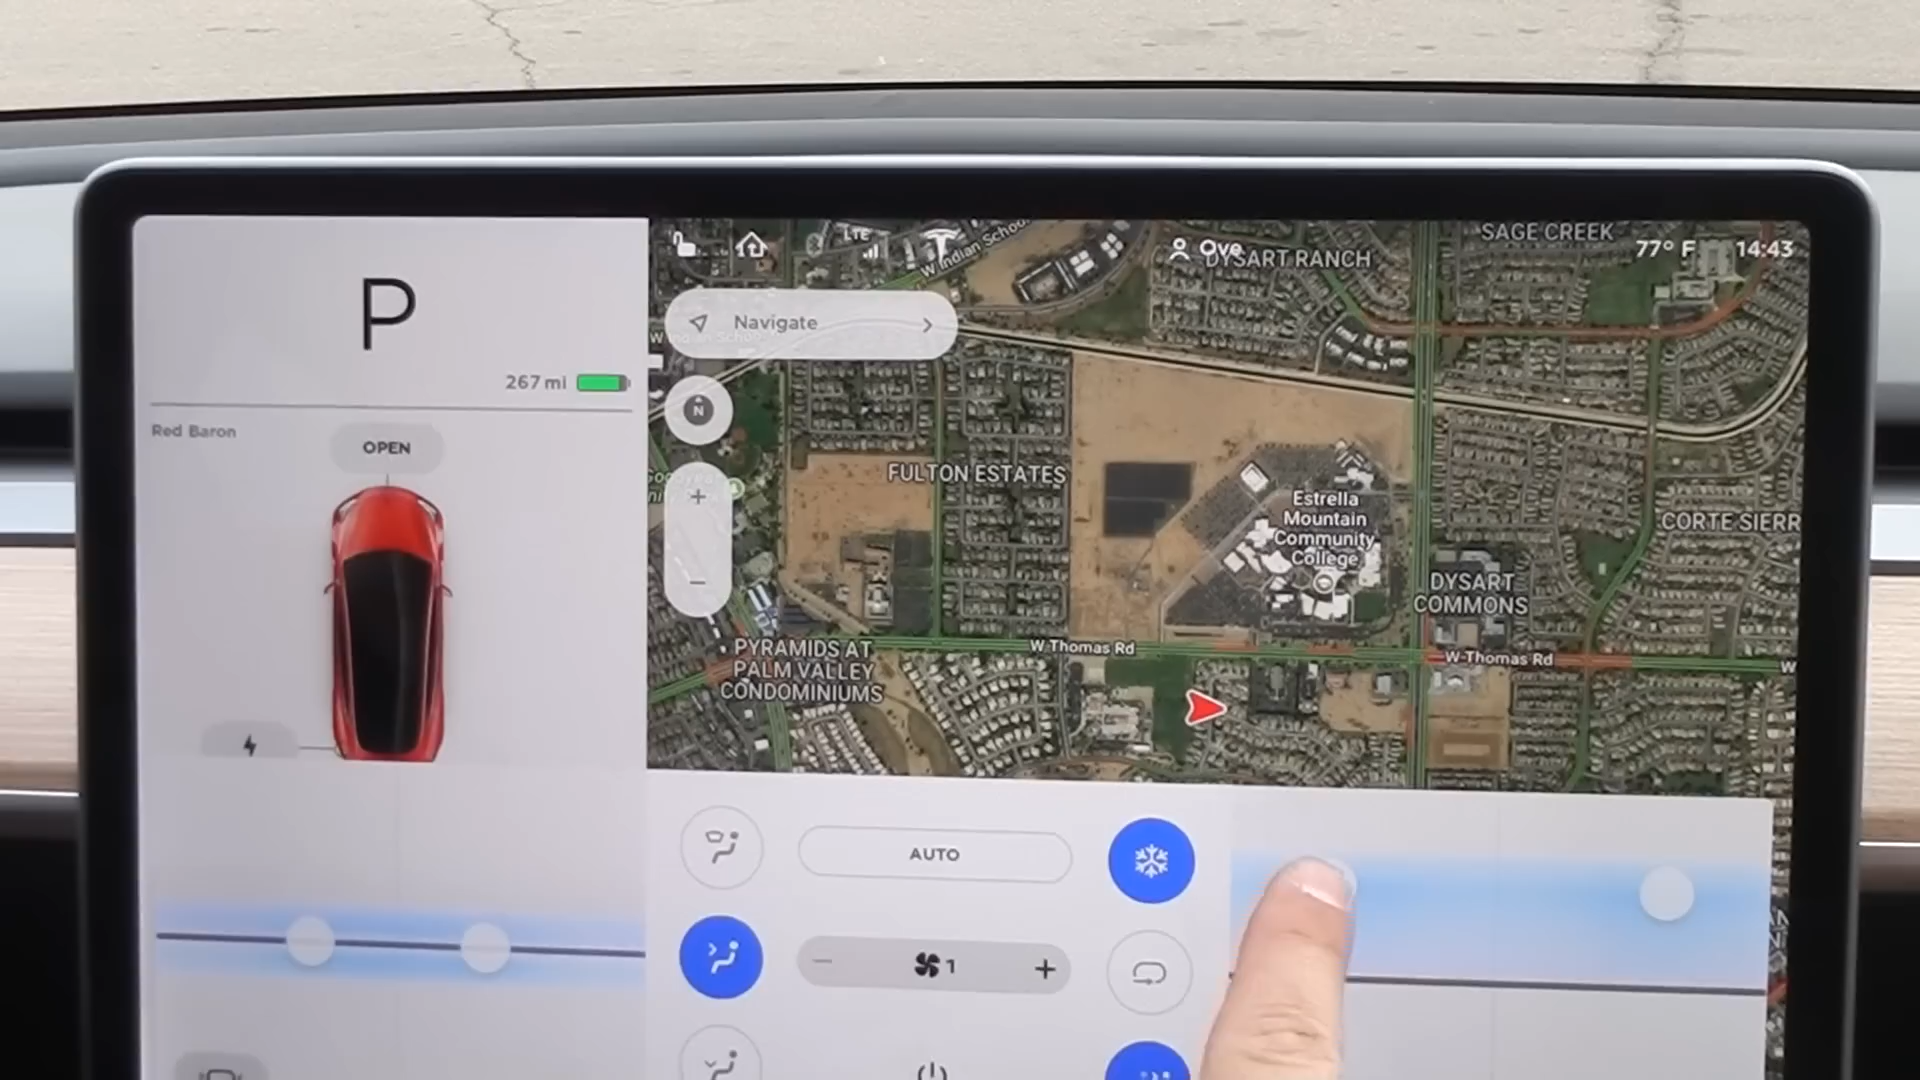 P
267 mi
Red Baron
OPEN
LTE
Ove
77° F
14:43
W Indian School
DYSART RANCH
SAGE CREEK
Navigate
N
+
−
FULTON ESTATES
Estrella
Mountain
Community
College
CORTE SIERR
DYSART
COMMONS
W Thomas Rd
W Thomas Rd
W
PYRAMIDS AT
PALM VALLEY
CONDOMINIUMS
AUTO
− 1 +